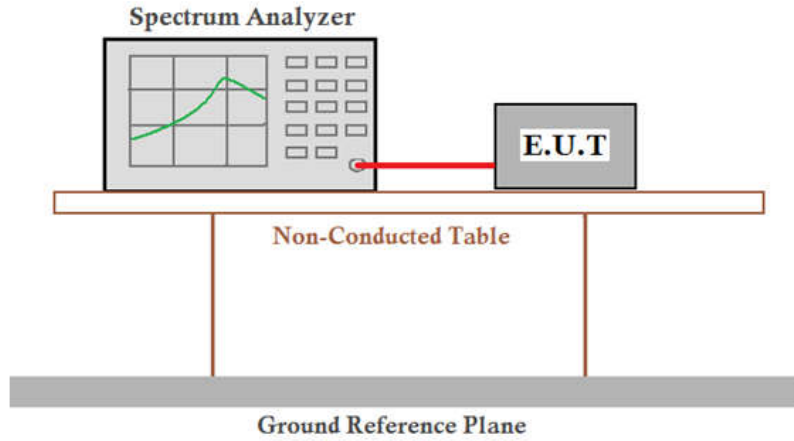 Spectrum Analyzer
E.U.T
Non-Conducted Table
Ground Reference Plane